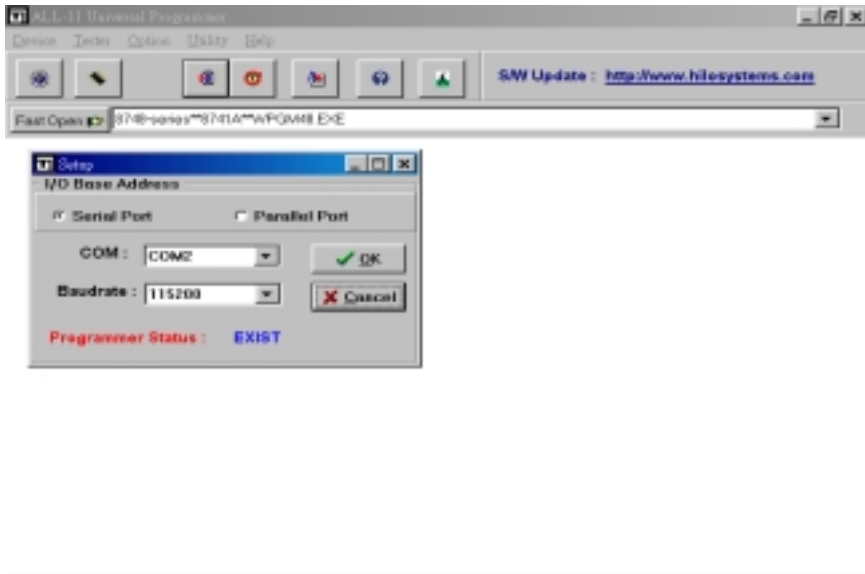 ALL-11 Universal Programmer
Device Tester Option Utility Help
S/W Update : http://www.hilosystems.com
Fast Open 8748-series**8741A**WPGM48.EXE
Setup
I/O Base Address
Serial Port Parallel Port
COM : COM2 OK
Baudrate : 115200 Cancel
Programmer Status : EXIST